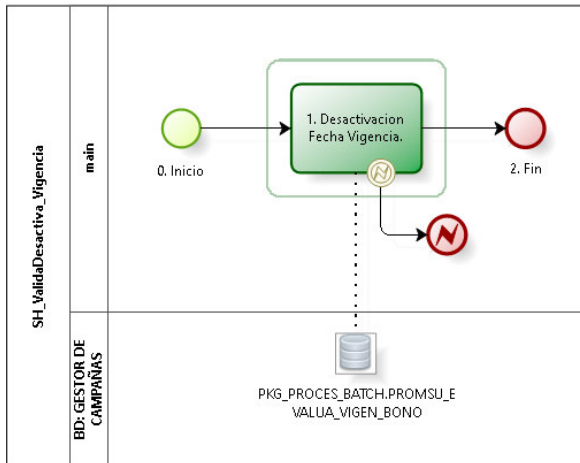 SH_ValidaDesactiva_Vigencia
main
0. Inicio
1. Desactivacion
Fecha Vigencia.
2. Fin
BD: GESTOR DE
CAMPAÑAS
PKG_PROCES_BATCH.PROMSU_E
VALUA_VIGEN_BONO